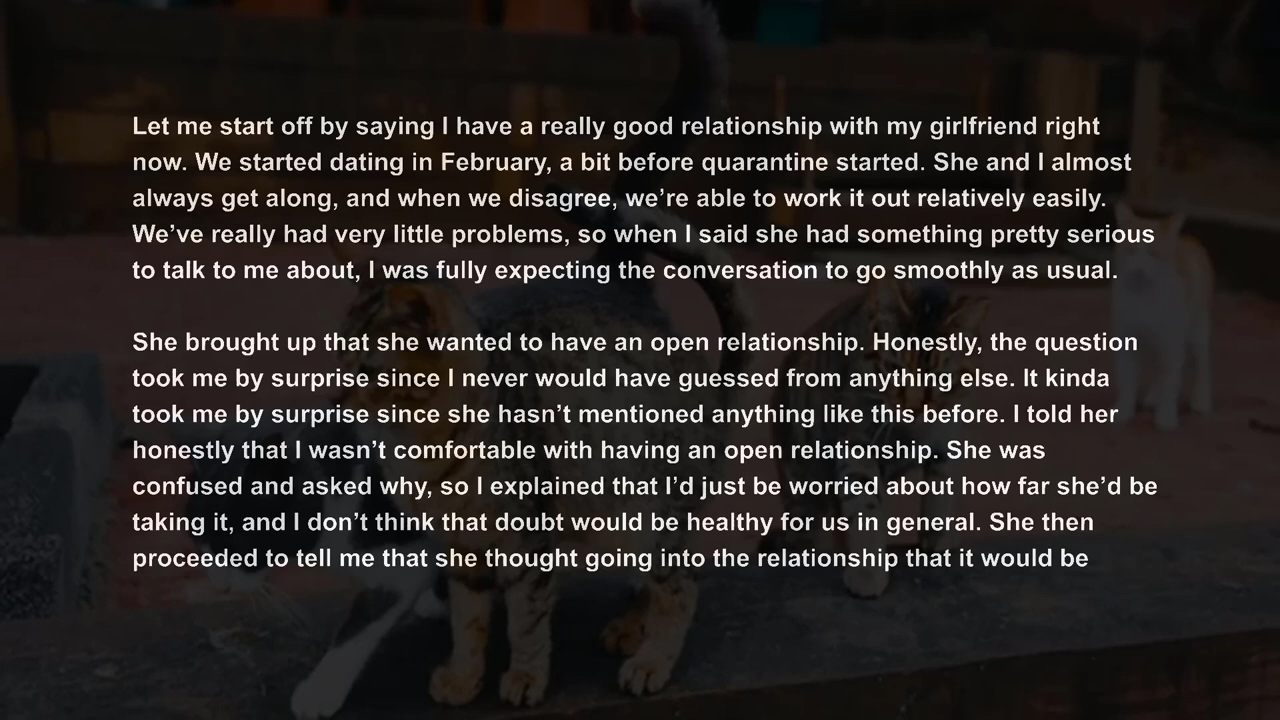 Let me start off by saying I have a really good relationship with my girlfriend right
now. We started dating in February, a bit before quarantine started. She and I almost
always get along, and when we disagree, we’re able to work it out relatively easily.
We’ve really had very little problems, so when I said she had something pretty serious
to talk to me about, I was fully expecting the conversation to go smoothly as usual.
She brought up that she wanted to have an open relationship. Honestly, the question
took me by surprise since I never would have guessed from anything else. It kinda
took me by surprise since she hasn’t mentioned anything like this before. I told her
honestly that I wasn’t comfortable with having an open relationship. She was
confused and asked why, so I explained that I’d just be worried about how far she’d be
taking it, and I don’t think that doubt would be healthy for us in general. She then
proceeded to tell me that she thought going into the relationship that it would be